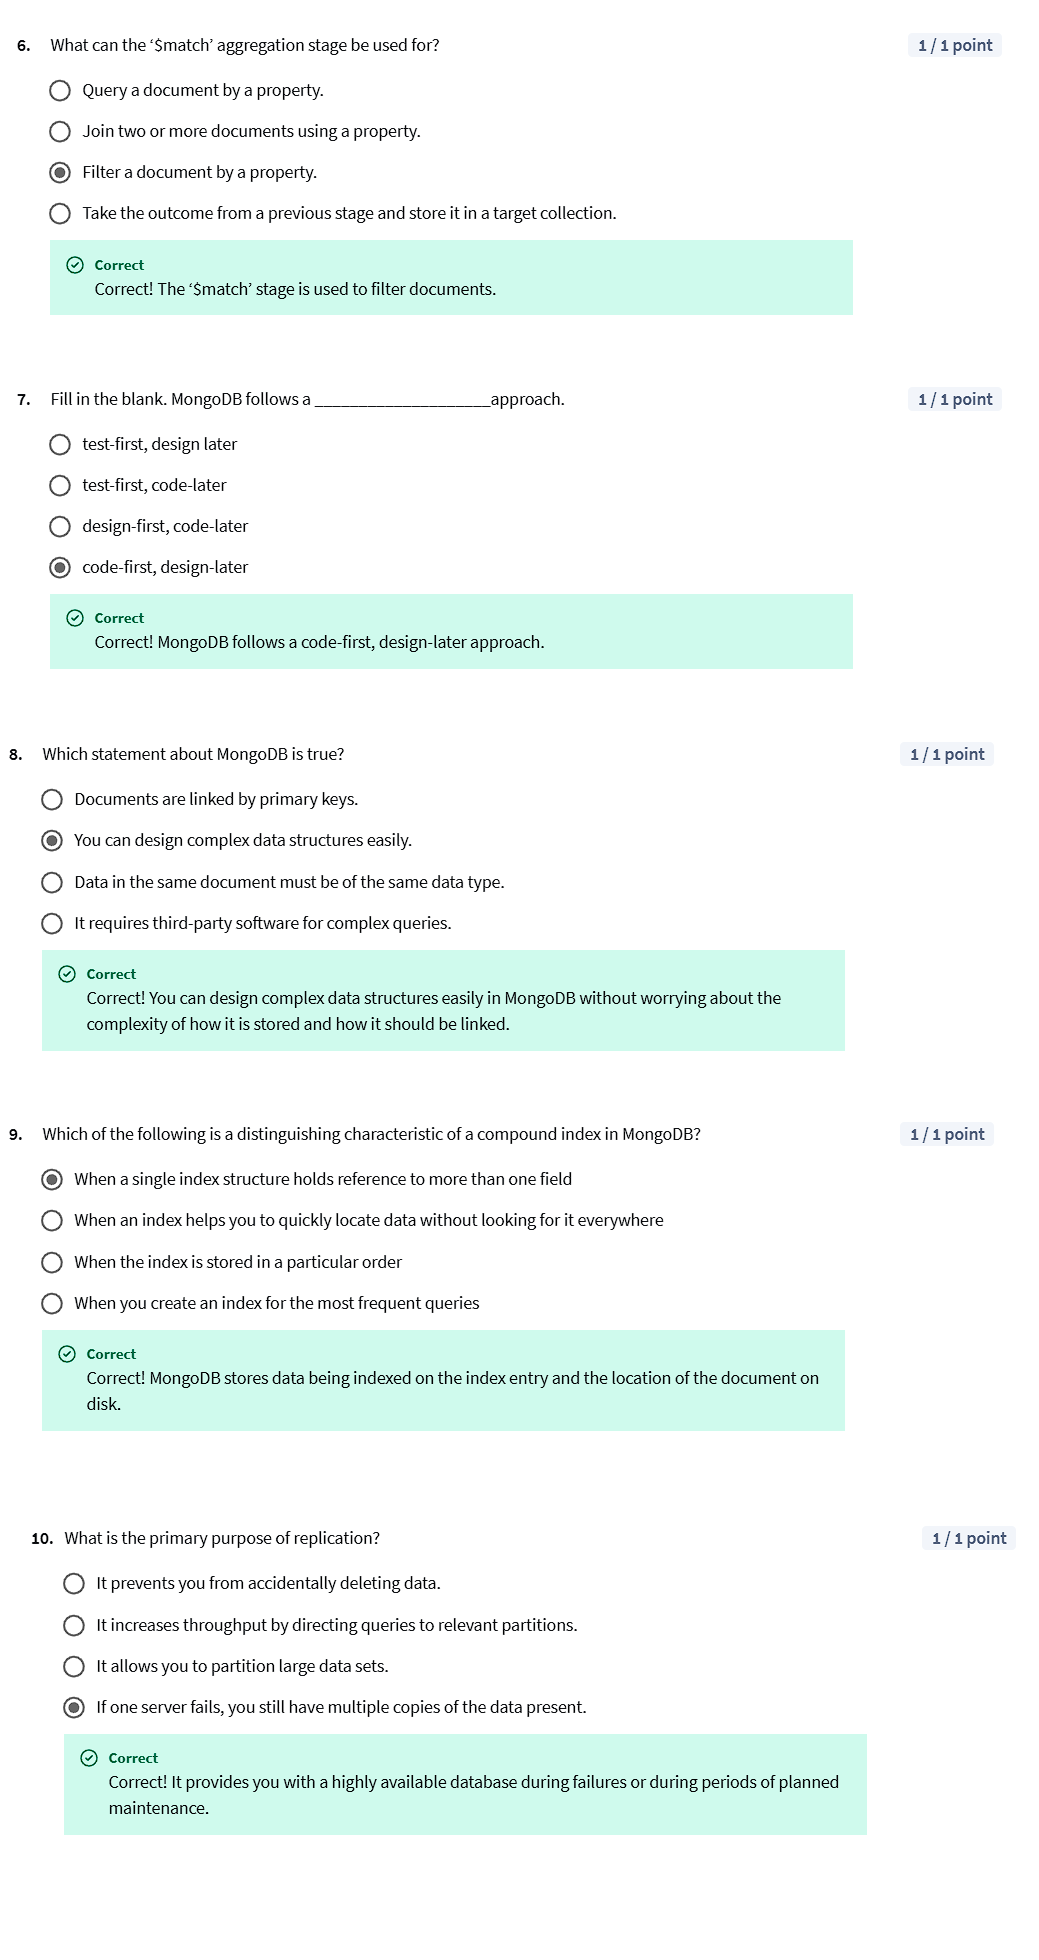 6. What can the ‘$match’ aggregation stage be used for? 1 / 1 point
Query a document by a property.
Join two or more documents using a property.
Filter a document by a property.
Take the outcome from a previous stage and store it in a target collection.
Correct
Correct! The ‘$match’ stage is used to filter documents.
7. Fill in the blank. MongoDB follows a ____________________approach. 1 / 1 point
test-first, design later
test-first, code-later
design-first, code-later
code-first, design-later
Correct
Correct! MongoDB follows a code-first, design-later approach.
8. Which statement about MongoDB is true? 1 / 1 point
Documents are linked by primary keys.
You can design complex data structures easily.
Data in the same document must be of the same data type.
It requires third-party software for complex queries.
Correct
Correct! You can design complex data structures easily in MongoDB without worrying about the
complexity of how it is stored and how it should be linked.
9. Which of the following is a distinguishing characteristic of a compound index in MongoDB? 1 / 1 point
When a single index structure holds reference to more than one field
When an index helps you to quickly locate data without looking for it everywhere
When the index is stored in a particular order
When you create an index for the most frequent queries
Correct
Correct! MongoDB stores data being indexed on the index entry and the location of the document on
disk.
10. What is the primary purpose of replication? 1 / 1 point
It prevents you from accidentally deleting data.
It increases throughput by directing queries to relevant partitions.
It allows you to partition large data sets.
If one server fails, you still have multiple copies of the data present.
Correct
Correct! It provides you with a highly available database during failures or during periods of planned
maintenance.